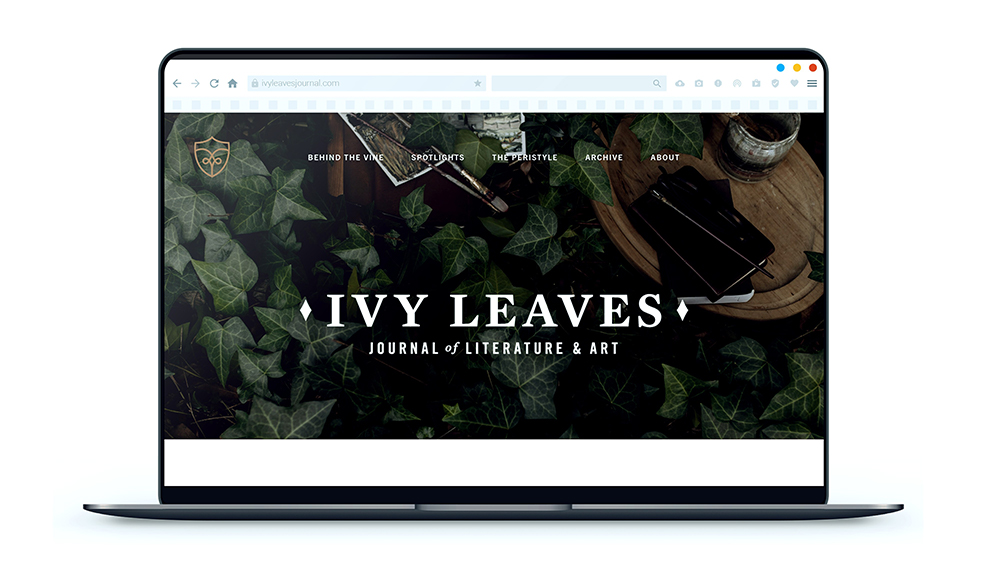 ivyleavesjournal.com
BEHIND THE VINE SPOTLIGHTS THE PERISTYLE ARCHIVE ABOUT
IVY LEAVES
JOURNAL of LITERATURE & ART